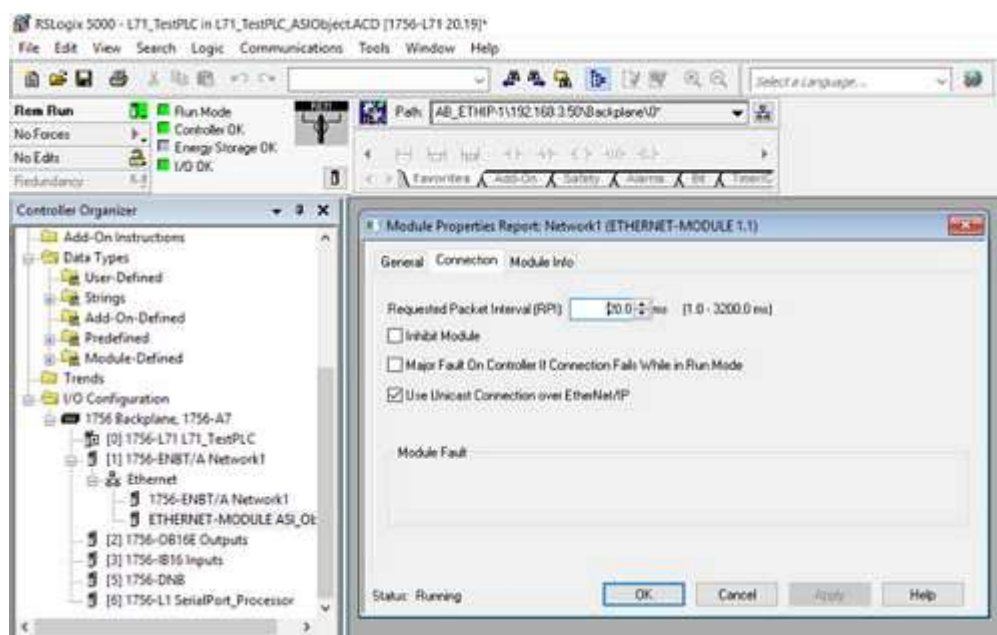 RSLogix 5000 - L71_TestPLC in L71_TestPLC_ASIObject.ACD [1756-L71 20.19]*
File Edit View Search Logic Communications Tools Window Help
Select a Language...
Rem Run
Run Mode
No Forces
Controller OK
Energy Storage OK
No Edits
I/O OK
Redundancy
Path: AB_ETHIP-1\192.168.3.50\Backplane\0*
Favorites Add-On Safety Alarms Bit
Controller Organizer
Add-On Instructions
Data Types
User-Defined
Strings
Add-On-Defined
Predefined
Module-Defined
Trends
I/O Configuration
1756 Backplane, 1756-A7
[0] 1756-L71 L71_TestPLC
[1] 1756-ENBT/A Network1
Ethernet
1756-ENBT/A Network1
ETHERNET-MODULE ASI_Ob
[2] 1756-OB16E Outputs
[3] 1756-IB16 Inputs
[5] 1756-DNB
[6] 1756-L1 SerialPort_Processor
Module Properties Report: Network1 (ETHERNET-MODULE 1.1)
General Connection Module Info
Requested Packet Interval (RPI): 20.0 ms (1.0 - 3200.0 ms)
Inhibit Module
Major Fault On Controller If Connection Fails While in Run Mode
Use Unicast Connection over EtherNet/IP
Module Fault
Status: Running
OK Cancel Apply Help